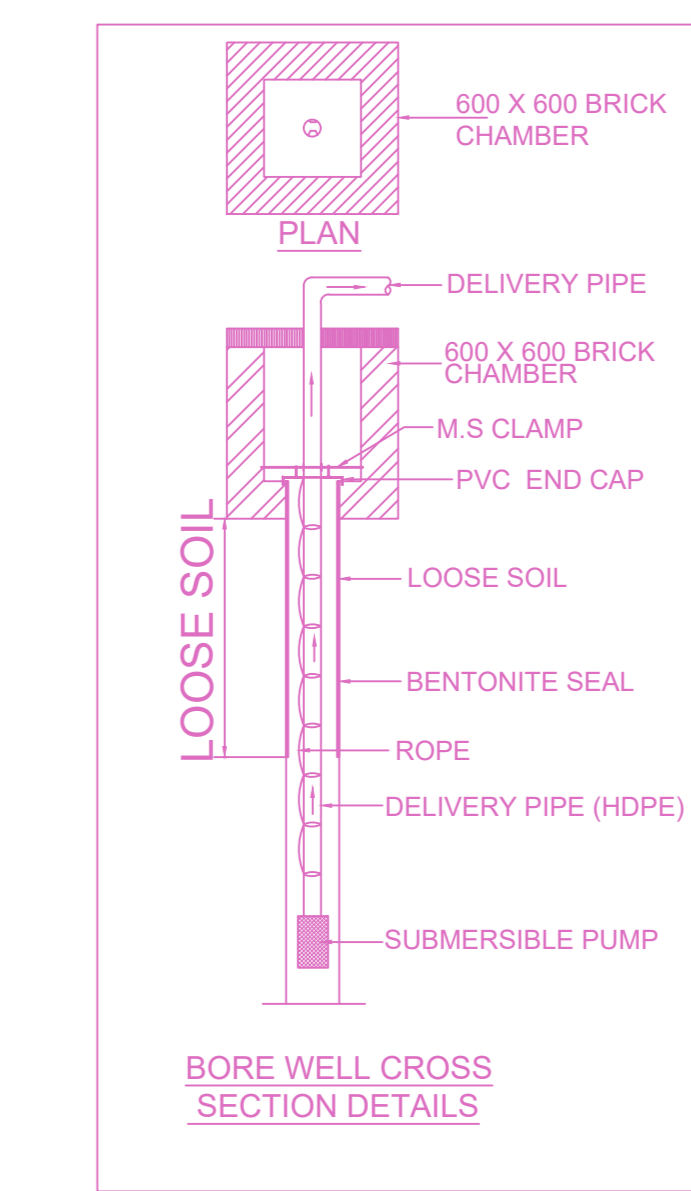 600 X 600 BRICK
CHAMBER
PLAN
DELIVERY PIPE
600 X 600 BRICK
CHAMBER
M.S CLAMP
PVC END CAP
LOOSE SOIL
LOOSE SOIL
BENTONITE SEAL
ROPE
DELIVERY PIPE (HDPE)
SUBMERSIBLE PUMP
BORE WELL CROSS
SECTION DETAILS